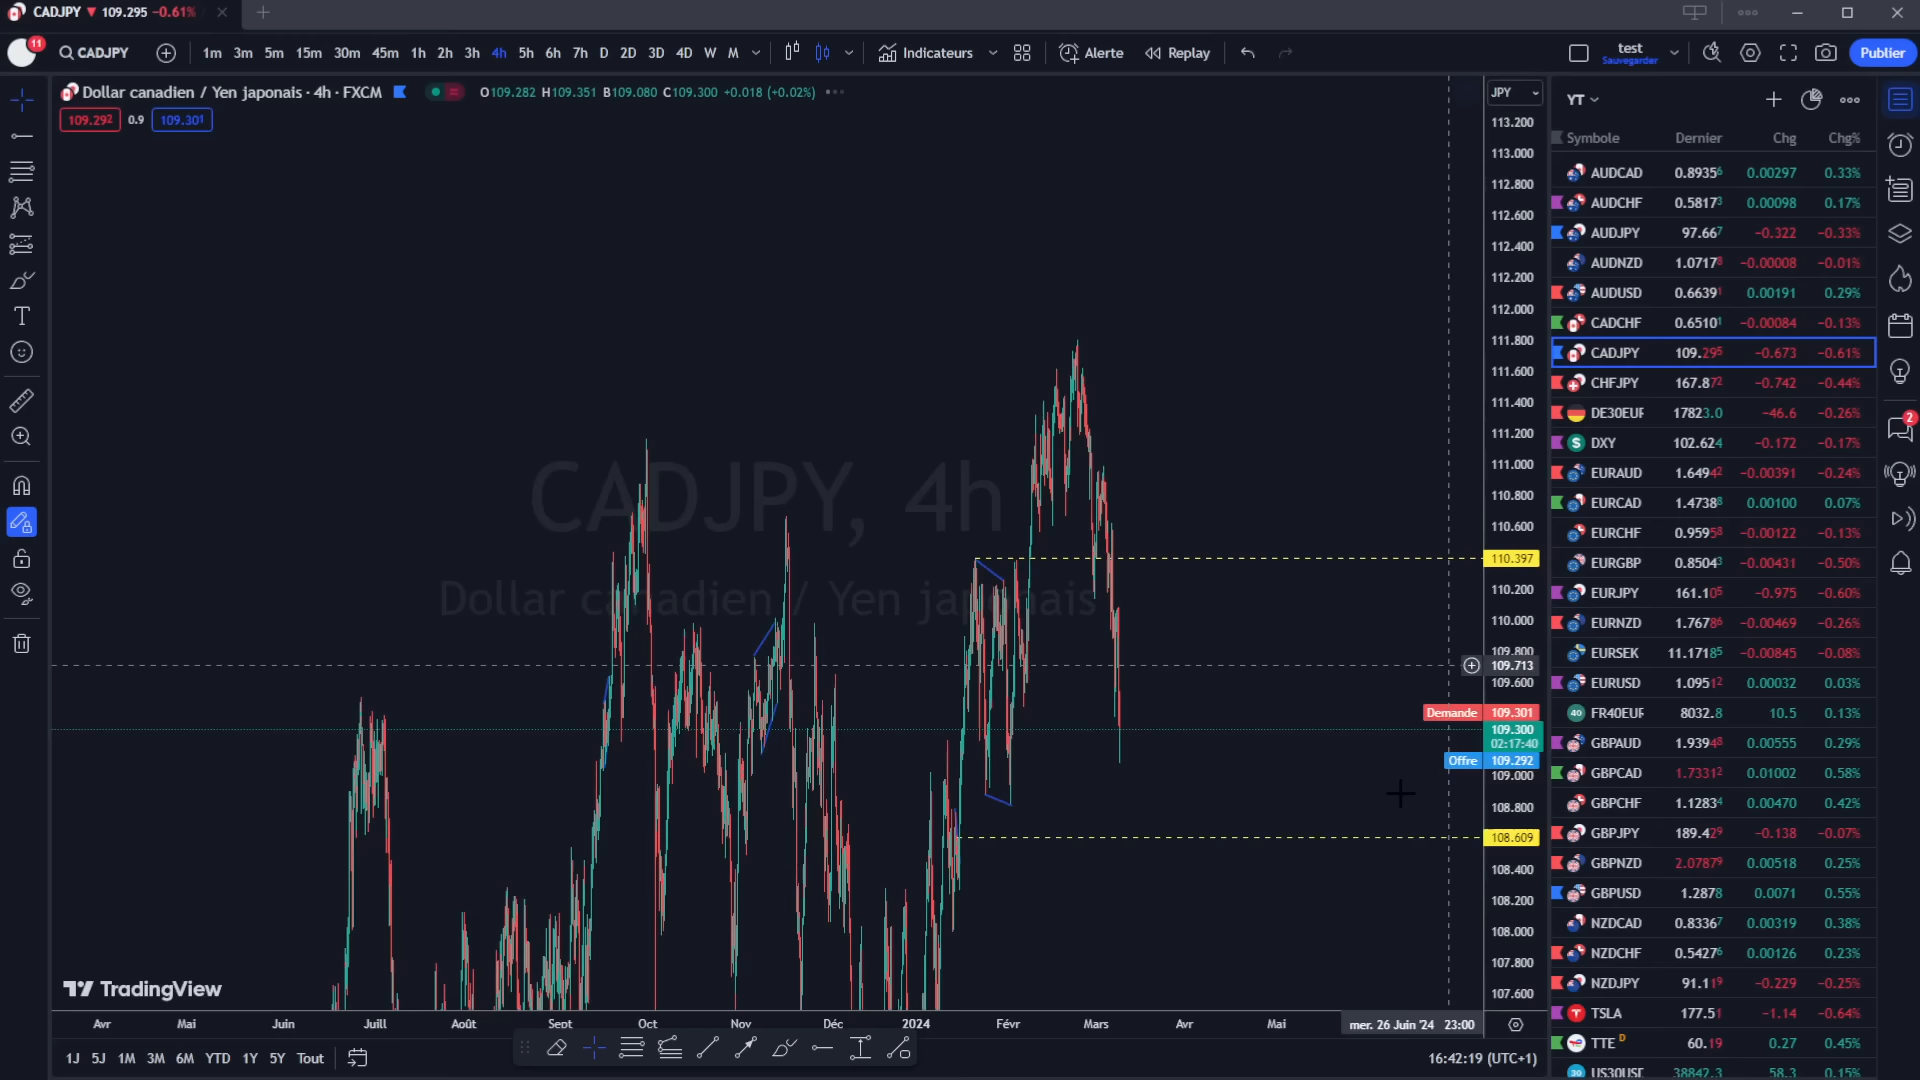 CADJPY ▼ 109.295 −0.61%
11 CADJPY 1m 3m 5m 15m 30m 45m 1h 2h 3h 4h 5h 6h 7h D 2D 3D 4D W M Indicateurs Alerte Replay test Sauvegarder Publier
Dollar canadien / Yen japonais · 4h · FXCM O109.282 H109.351 B109.080 C109.300 +0.018 (+0.02%)
109.292 0.9 109.301
CADJPY, 4h
Dollar canadien / Yen japonais
JPY
113.200
113.000
112.800
112.600
112.400
112.200
112.000
111.800
111.600
111.400
111.200
111.000
110.800
110.600
110.397
110.200
110.000
109.800
109.713
109.600
Demande 109.301
109.300
02:17:40
Offre 109.292
109.000
108.800
108.609
108.400
108.200
108.000
107.800
107.600
TradingView
Avr Mai Juin Juill Août Sept Oct Nov Déc 2024 Févr Mars Avr Mai mer. 26 Juin '24 23:00
1J 5J 1M 3M 6M YTD 1Y 5Y Tout
16:42:19 (UTC+1)
YT
Symbole Dernier Chg Chg%
AUDCAD 0.89356 0.00297 0.33%
AUDCHF 0.58173 0.00098 0.17%
AUDJPY 97.667 −0.322 −0.33%
AUDNZD 1.07178 −0.00008 −0.01%
AUDUSD 0.66391 0.00191 0.29%
CADCHF 0.65101 −0.00084 −0.13%
CADJPY 109.295 −0.673 −0.61%
CHFJPY 167.872 −0.742 −0.44%
DE30EUR 17823.0 −46.6 −0.26%
DXY 102.624 −0.172 −0.17%
EURAUD 1.64942 −0.00391 −0.24%
EURCAD 1.47388 0.00100 0.07%
EURCHF 0.95958 −0.00122 −0.13%
EURGBP 0.85043 −0.00431 −0.50%
EURJPY 161.105 −0.975 −0.60%
EURNZD 1.76786 −0.00469 −0.26%
EURSEK 11.17185 −0.00845 −0.08%
EURUSD 1.09512 0.00032 0.03%
40 FR40EUR 8032.8 10.5 0.13%
GBPAUD 1.93948 0.00555 0.29%
GBPCAD 1.73312 0.01002 0.58%
GBPCHF 1.12834 0.00470 0.42%
GBPJPY 189.429 −0.138 −0.07%
GBPNZD 2.07879 0.00518 0.25%
GBPUSD 1.2878 0.0071 0.55%
NZDCAD 0.83367 0.00319 0.38%
NZDCHF 0.54276 0.00126 0.23%
NZDJPY 91.119 −0.229 −0.25%
TSLA 177.51 −1.14 −0.64%
TTE D 60.19 0.27 0.45%
30 US30USD 38842.3 58.3 0.15%
2